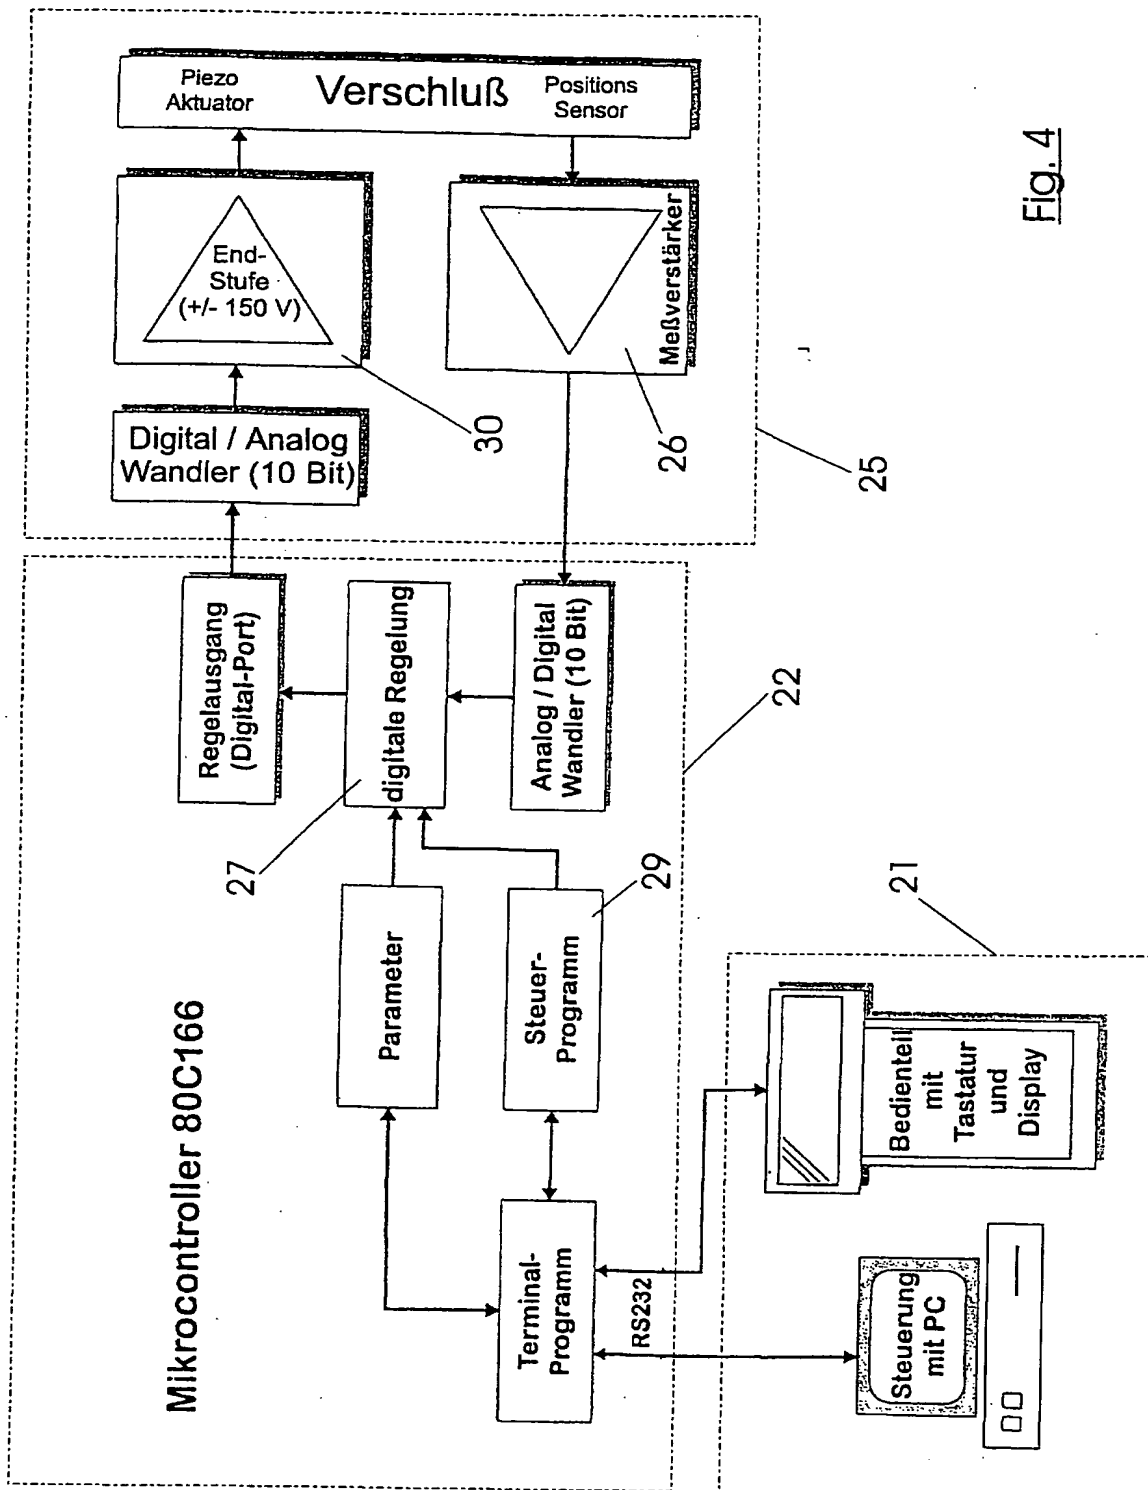 Piezo
Aktuator
Verschluß
Positions
Sensor
End-
Stufe
(+/- 150 V)
Meßverstärker
30
26
25
Digital / Analog
Wandler (10 Bit)
Regelausgang
(Digital-Port)
digitale Regelung
Analog / Digital
Wandler (10 Bit)
27
22
Parameter
Steuer-
Programm
29
21
Mikrocontroller 80C166
Terminal-
Programm
RS232
Bedienteil
mit
Tastatur
und
Display
Steuerung
mit PC
Fig. 4